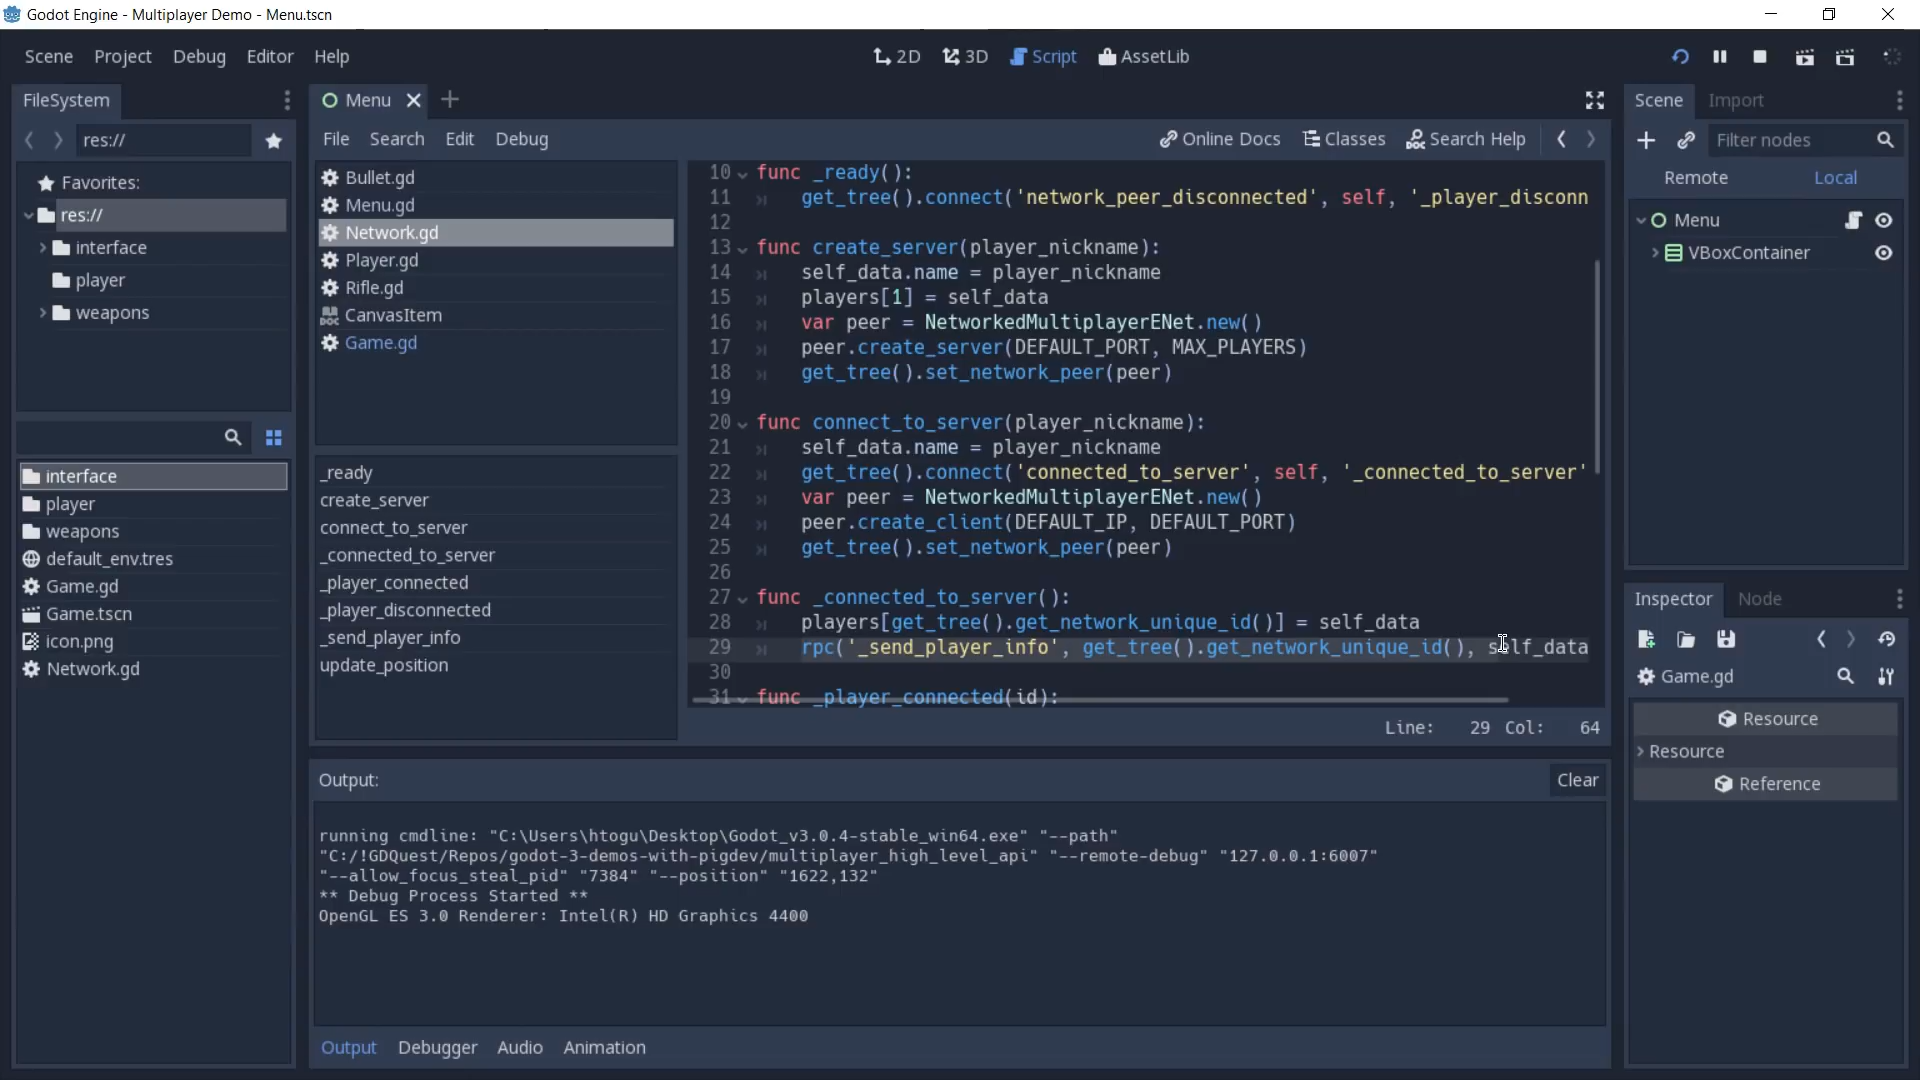 Godot Engine - Multiplayer Demo - Menu.tscn
Scene Project Debug Editor Help
2D 3D Script AssetLib
FileSystem
res://
Favorites:
res://
interface
player
weapons
interface
player
weapons
default_env.tres
Game.gd
Game.tscn
icon.png
Network.gd
Menu
File Search Edit Debug
Online Docs Classes Search Help
Bullet.gd
Menu.gd
Network.gd
Player.gd
Rifle.gd
CanvasItem
Game.gd
_ready
create_server
connect_to_server
_connected_to_server
_player_connected
_player_disconnected
_send_player_info
update_position
10 func _ready():
11 get_tree().connect('network_peer_disconnected', self, '_player_disconn
12
13 func create_server(player_nickname):
14 self_data.name = player_nickname
15 players[1] = self_data
16 var peer = NetworkedMultiplayerENet.new()
17 peer.create_server(DEFAULT_PORT, MAX_PLAYERS)
18 get_tree().set_network_peer(peer)
19
20 func connect_to_server(player_nickname):
21 self_data.name = player_nickname
22 get_tree().connect('connected_to_server', self, '_connected_to_server'
23 var peer = NetworkedMultiplayerENet.new()
24 peer.create_client(DEFAULT_IP, DEFAULT_PORT)
25 get_tree().set_network_peer(peer)
26
27 func _connected_to_server():
28 players[get_tree().get_network_unique_id()] = self_data
29 rpc('_send_player_info', get_tree().get_network_unique_id(), self_data
30
31 func _player_connected(id):
Line: 29 Col: 64
Output:
Clear
running cmdline: "C:\Users\htogu\Desktop\Godot_v3.0.4-stable_win64.exe" "--path"
"C:/!GDQuest/Repos/godot-3-demos-with-pigdev/multiplayer_high_level_api" "--remote-debug" "127.0.0.1:6007"
"--allow_focus_steal_pid" "7384" "--position" "1622,132"
** Debug Process Started **
OpenGL ES 3.0 Renderer: Intel(R) HD Graphics 4400
Output Debugger Audio Animation
Scene Import
Filter nodes
Remote Local
Menu
VBoxContainer
Inspector Node
Game.gd
Resource
Resource
Reference